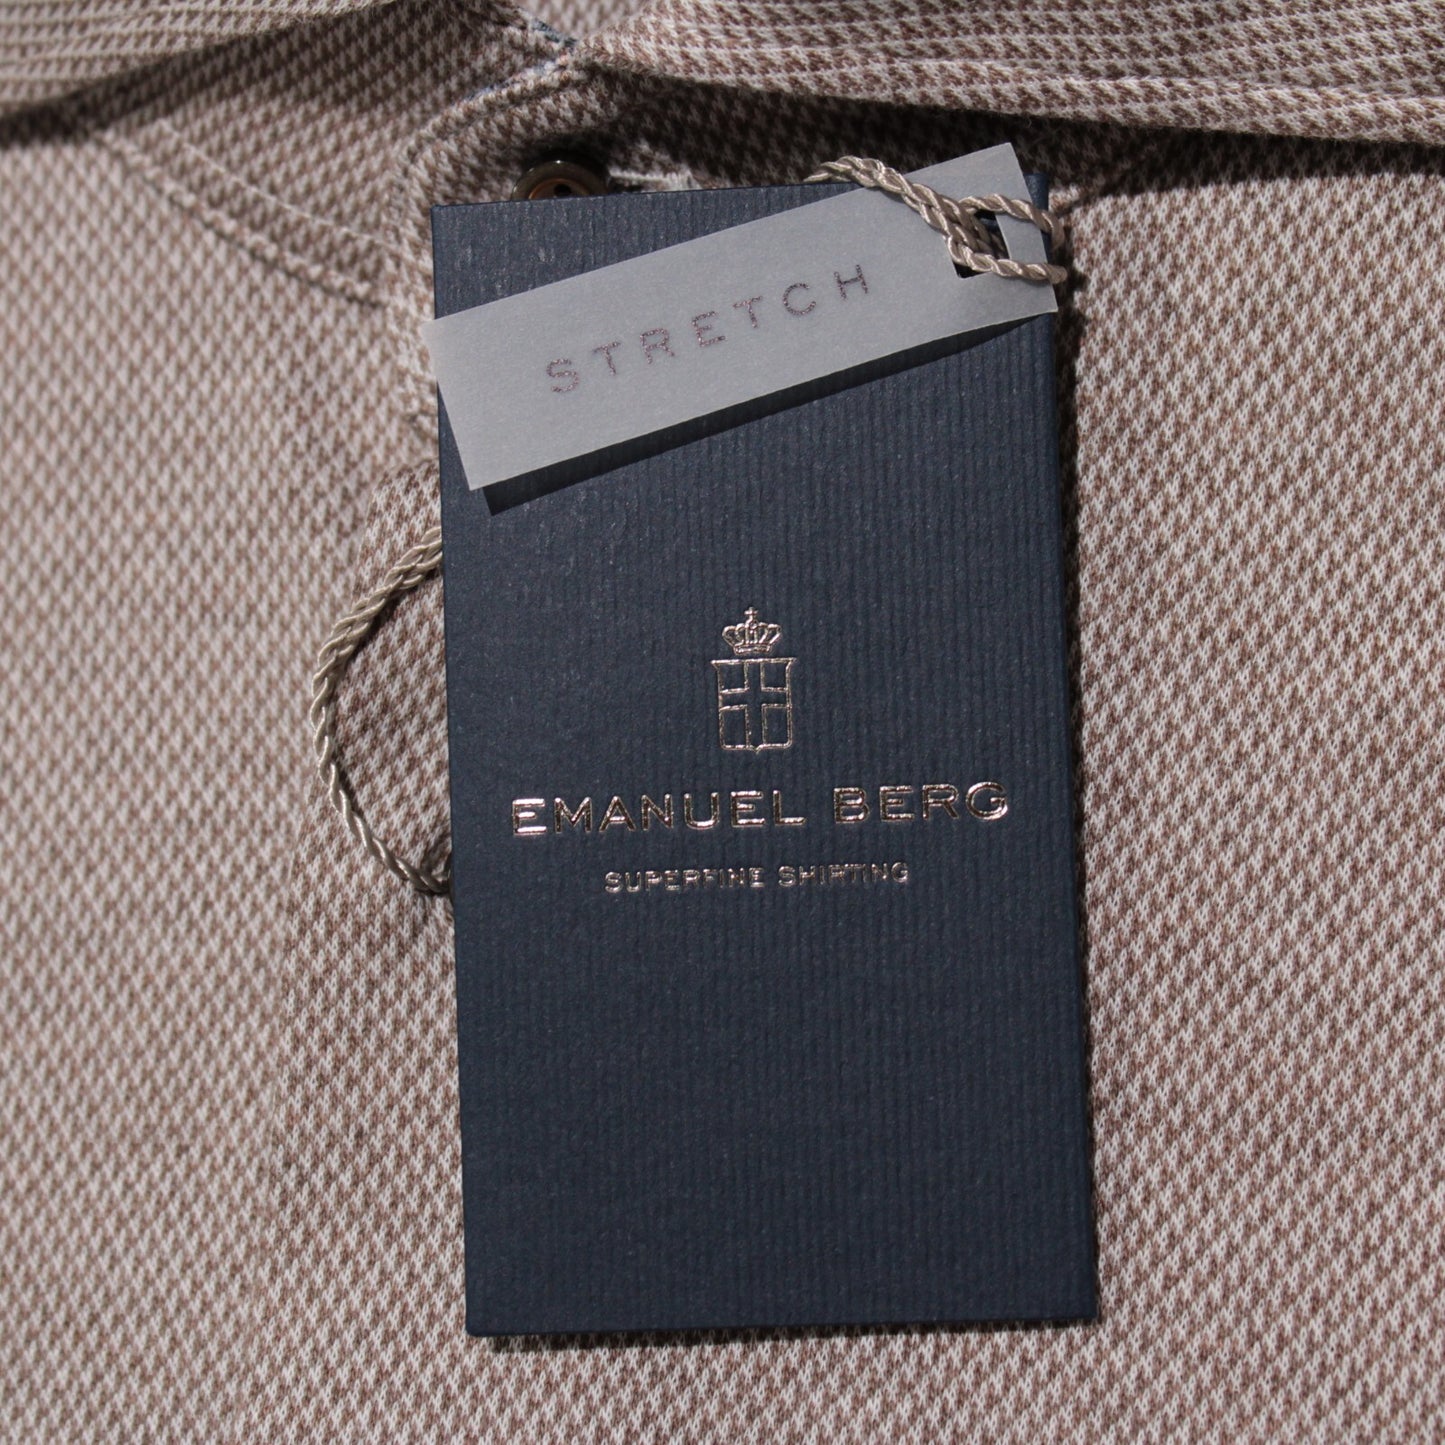 STRETCH
EMANUEL BERG
SUPERFINE SHIRTING